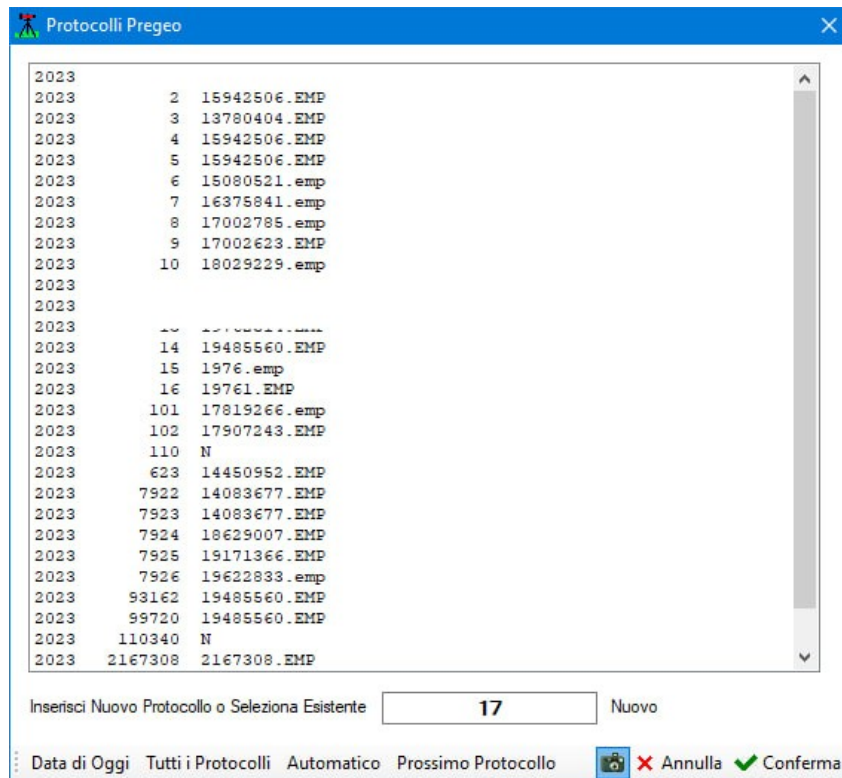 Protocolli Pregeo
2023
2023 2 15942506.EMP
2023 3 13780404.EMP
2023 4 15942506.EMP
2023 5 15942506.EMP
2023 6 15080521.emp
2023 7 16375841.emp
2023 8 17002785.emp
2023 9 17002623.EMP
2023 10 18029229.emp
2023
2023
2023
2023 14 19485560.EMP
2023 15 1976.emp
2023 16 19761.EMP
2023 101 17819266.emp
2023 102 17907243.EMP
2023 110 N
2023 623 14450952.EMP
2023 7922 14083677.EMP
2023 7923 14083677.EMP
2023 7924 18629007.EMP
2023 7925 19171366.EMP
2023 7926 19622833.emp
2023 93162 19485560.EMP
2023 99720 19485560.EMP
2023 110340 N
2023 2167308 2167308.EMP
Inserisci Nuovo Protocollo o Seleziona Esistente 17 Nuovo
Data di Oggi Tutti i Protocolli Automatico Prossimo Protocollo Annulla Conferma